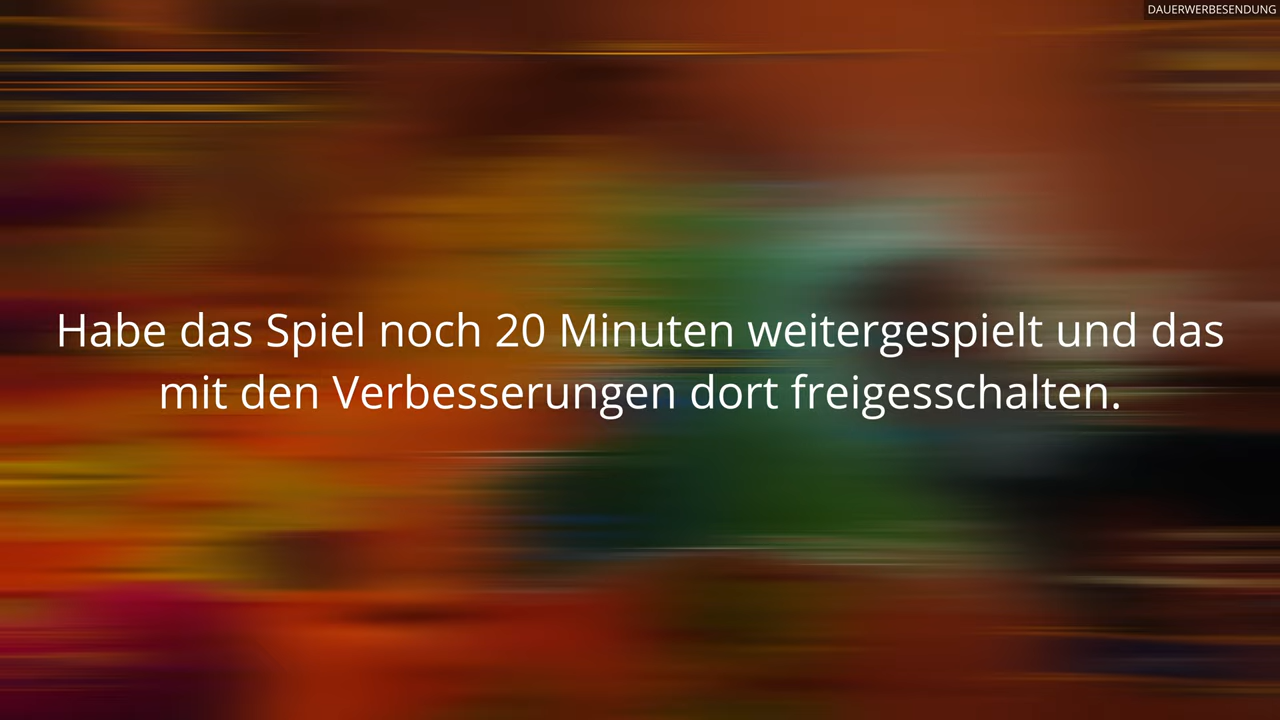 DAUERWERBESENDUNG
Habe das Spiel noch 20 Minuten weitergespielt und das
mit den Verbesserungen dort freigesschalten.